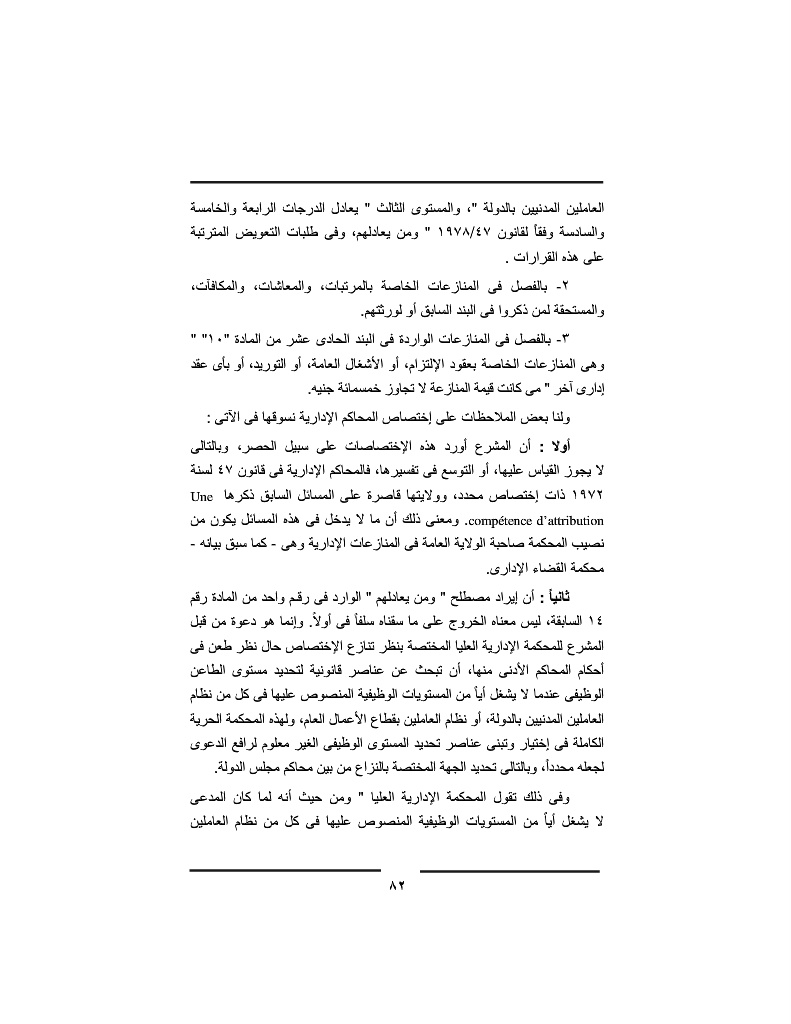 العاملين المدنيين بالدولة "، والمستوى الثالث " يعادل الدرجات الرابعة والخامسة
والسادسة وفقاً لقانون ١٩٧٨/٤٧ " ومن يعادلهم، وفى طلبات التعويض المترتبة
على هذه القرارات .
٢- بالفصل فى المنازعات الخاصة بالمرتبات، والمعاشات، والمكافآت،
والمستحقة لمن ذكروا فى البند السابق أو لورثتهم.
٣- بالفصل فى المنازعات الواردة فى البند الحادى عشر من المادة "١٠" "
وهى المنازعات الخاصة بعقود الإلتزام، أو الأشغال العامة، أو التوريد، أو بأى عقد
إدارى آخر " مى كانت قيمة المنازعة لا تجاوز خمسمائة جنيه.
ولنا بعض الملاحظات على إختصاص المحاكم الإدارية نسوقها فى الآتى :
أولا : أن المشرع أورد هذه الإختصاصات على سبيل الحصر، وبالتالى
لا يجوز القياس عليها، أو التوسع فى تفسيرها، فالمحاكم الإدارية فى قانون ٤٧ لسنة
١٩٧٢ ذات إختصاص محدد، وولايتها قاصرة على المسائل السابق ذكرها Une
compétence d’attribution. ومعنى ذلك أن ما لا يدخل فى هذه المسائل يكون من
نصيب المحكمة صاحبة الولاية العامة فى المنازعات الإدارية وهى - كما سبق بيانه -
محكمة القضاء الإدارى.
ثانياً : أن إيراد مصطلح " ومن يعادلهم " الوارد فى رقم واحد من المادة رقم
١٤ السابقة، ليس معناه الخروج على ما سقناه سلفاً فى أولاً. وإنما هو دعوة من قبل
المشرع للمحكمة الإدارية العليا المختصة بنظر تنازع الإختصاص حال نظر طعن فى
أحكام المحاكم الأدنى منها، أن تبحث عن عناصر قانونية لتحديد مستوى الطاعن
الوظيفى عندما لا يشغل أياً من المستويات الوظيفية المنصوص عليها فى كل من نظام
العاملين المدنيين بالدولة، أو نظام العاملين بقطاع الأعمال العام، ولهذه المحكمة الحرية
الكاملة فى إختيار وتبنى عناصر تحديد المستوى الوظيفى الغير معلوم لرافع الدعوى
لجعله محدداً، وبالتالى تحديد الجهة المختصة بالنزاع من بين محاكم مجلس الدولة.
وفى ذلك تقول المحكمة الإدارية العليا " ومن حيث أنه لما كان المدعى
لا يشغل أياً من المستويات الوظيفية المنصوص عليها فى كل من نظام العاملين
٨٢